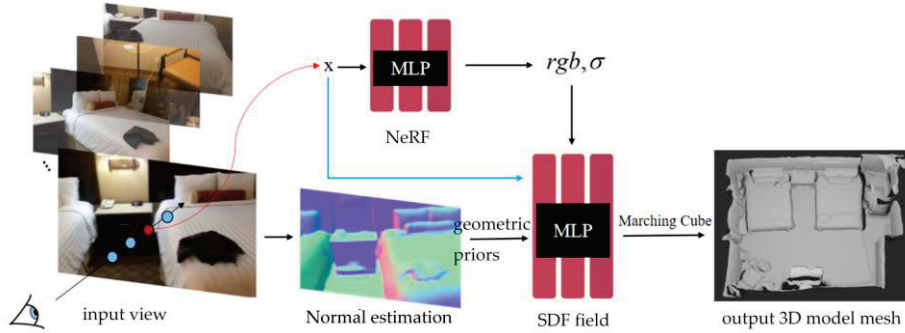 x
MLP
rgb,σ
NeRF
geometric
priors
MLP
Marching Cube
input view
Normal estimation
SDF field
output 3D model mesh